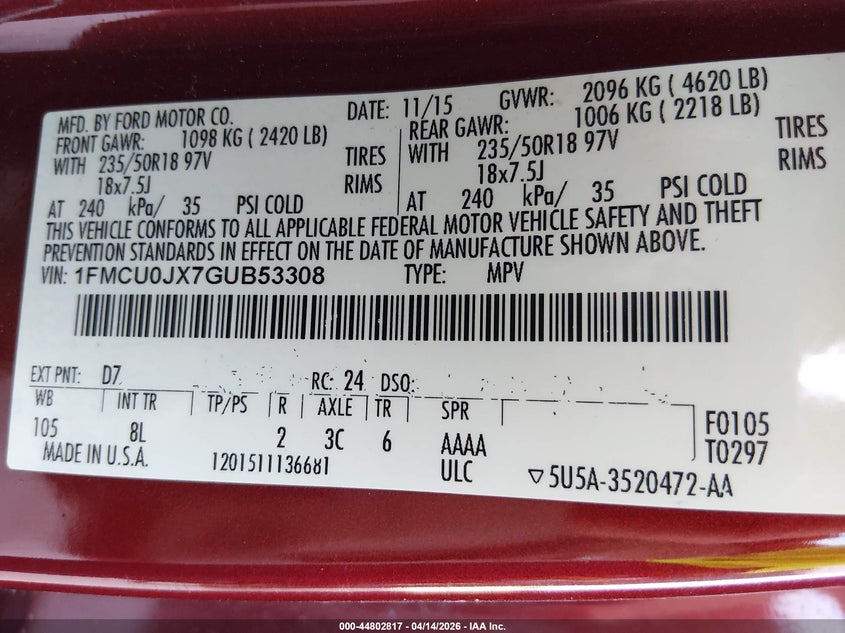 MFD. BY FORD MOTOR CO. DATE: 11/15 GVWR: 2096 KG ( 4620 LB)
FRONT GAWR: 1098 KG ( 2420 LB) REAR GAWR: 1006 KG ( 2218 LB)
WITH 235/50R18 97V TIRES WITH 235/50R18 97V TIRES
18x7.5J RIMS 18x7.5J RIMS
AT 240 kPa/ 35 PSI COLD AT 240 kPa/ 35 PSI COLD
THIS VEHICLE CONFORMS TO ALL APPLICABLE FEDERAL MOTOR VEHICLE SAFETY AND THEFT
PREVENTION STANDARDS IN EFFECT ON THE DATE OF MANUFACTURE SHOWN ABOVE.
VIN: 1FMCU0JX7GUB53308 TYPE: MPV
EXT PNT: D7 RC: 24 DSO:
WB INT TR TP/PS R AXLE TR SPR F0105
105 8L 2 3C 6 AAAA T0297
MADE IN U.S.A. 1201511136681 ULC ▽5U5A-3520472-AA
000-44802817 - 04/14/2026 - IAA Inc.